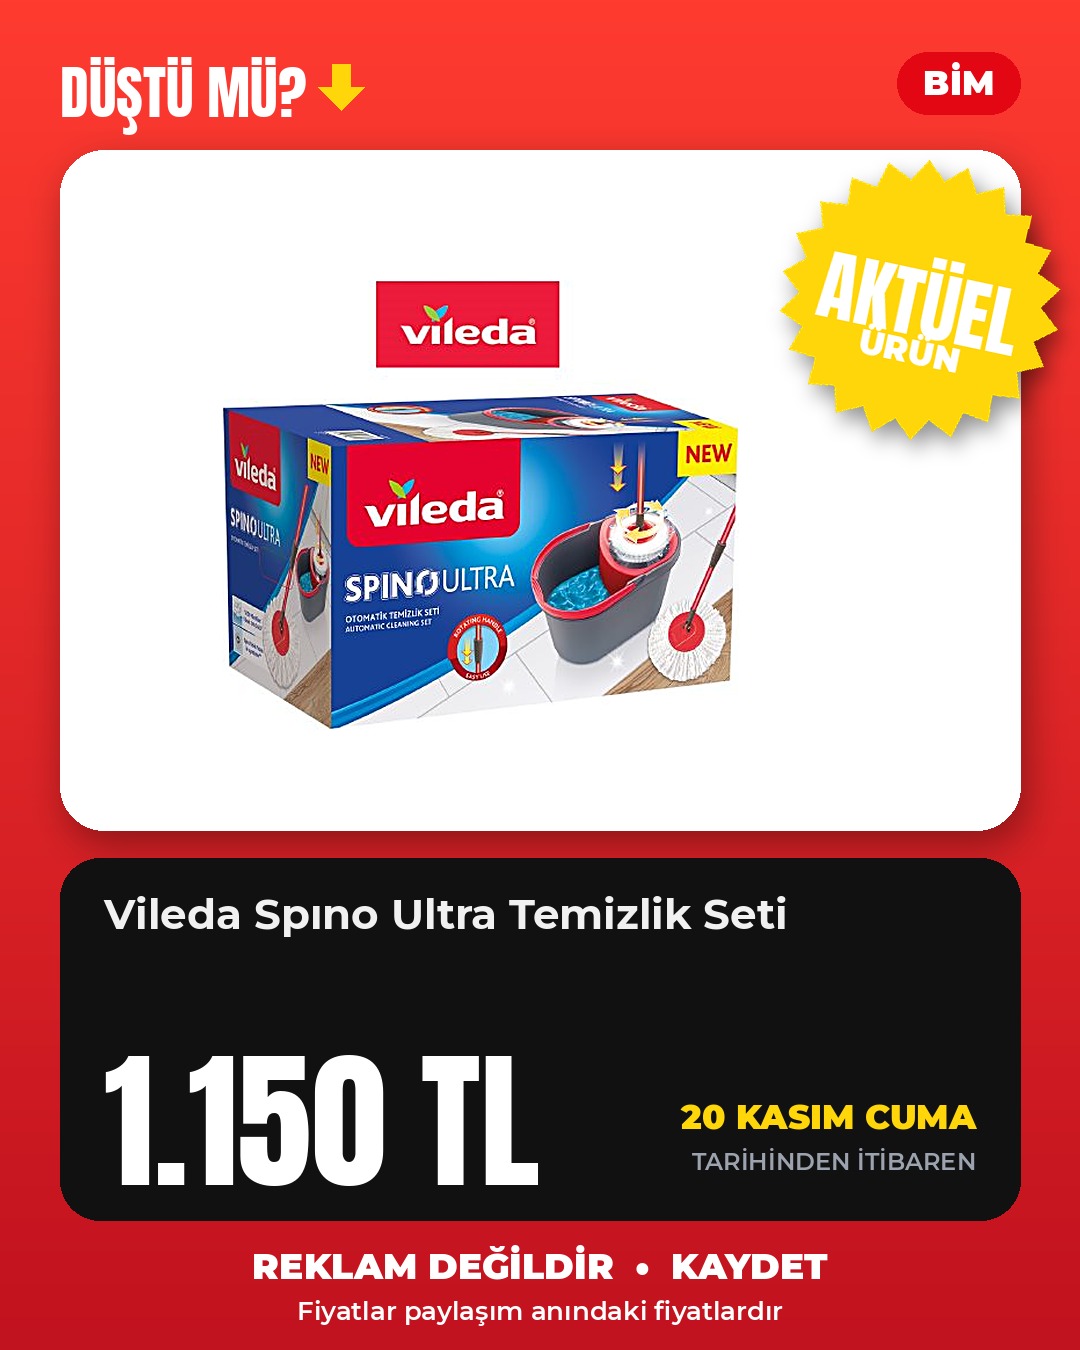 DÜŞTÜ MÜ?
BİM
AKTÜEL
ÜRÜN
vileda
vileda
NEW
SPINOULTRA
vileda
NEW
SPINOULTRA
OTOMATİK TEMİZLİK SETİ
AUTOMATIC CLEANING SET
ROTATING HANDLE
Vileda Spıno Ultra Temizlik Seti
1.150 TL
20 KASIM CUMA
TARİHİNDEN İTİBAREN
REKLAM DEĞİLDİR • KAYDET
Fiyatlar paylaşım anındaki fiyatlardır